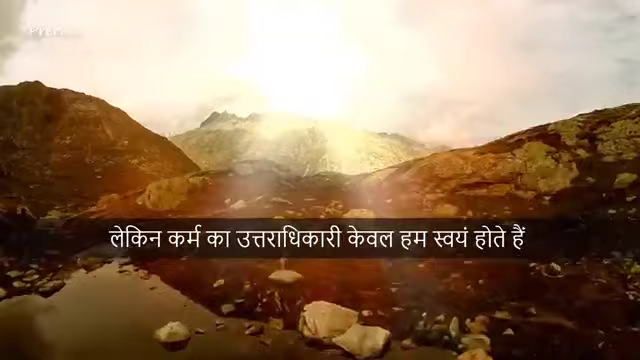 लेकिन कर्म का उत्तराधिकारी केवल हम स्वयं होते हैं